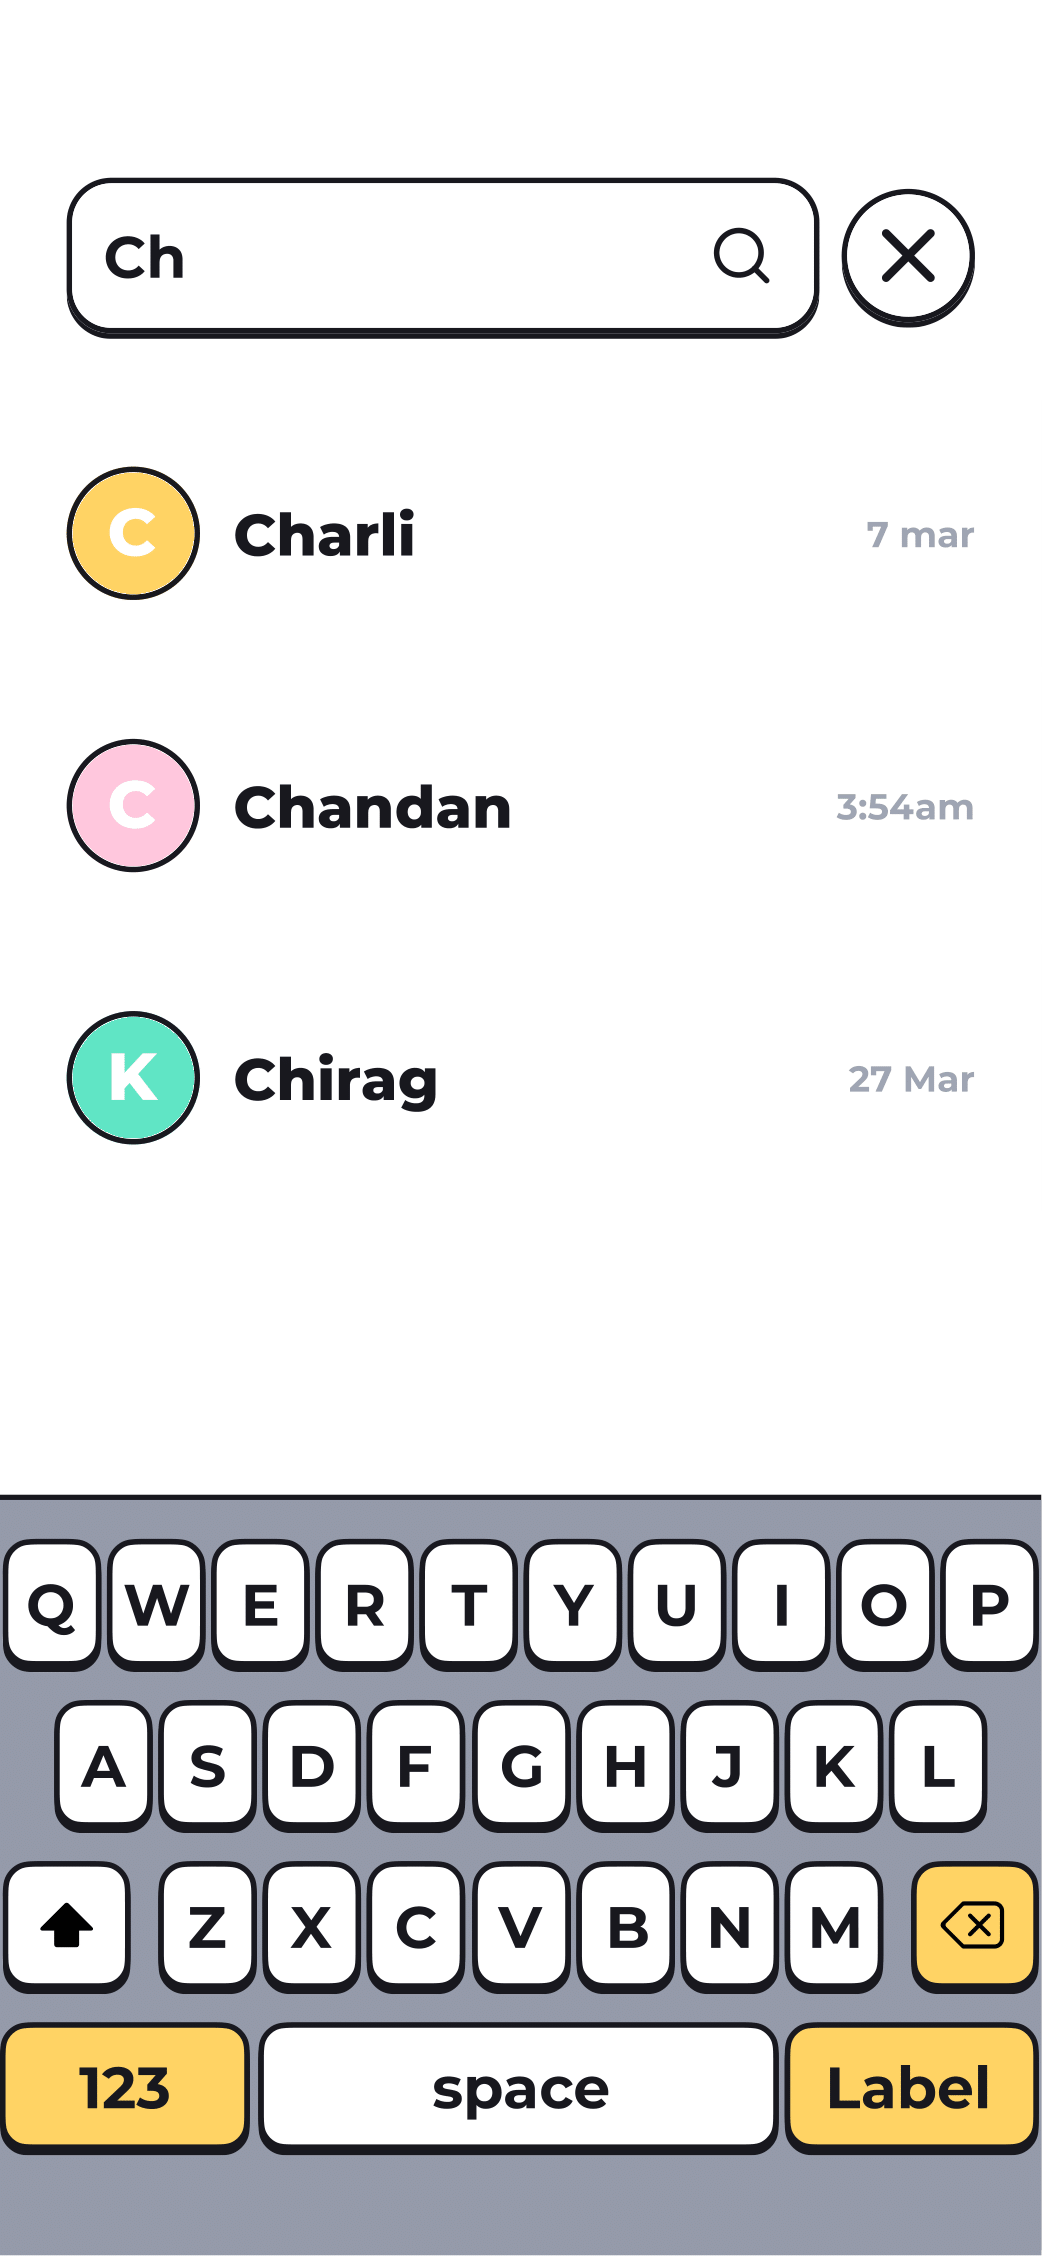 Ch
C Charli 7 mar
C Chandan 3:54am
K Chirag 27 Mar
Q W E R T Y U I O P
A S D F G H J K L
Z X C V B N M
123 space Label